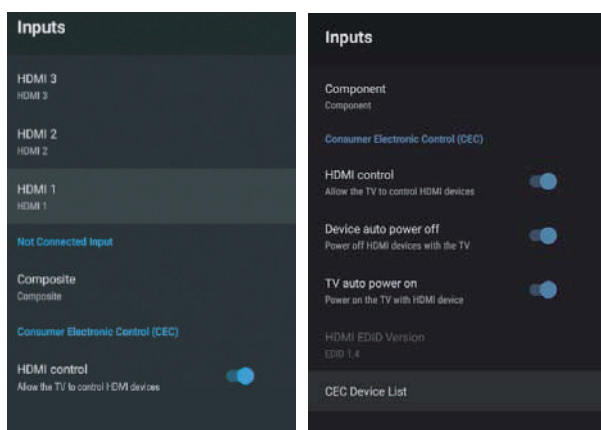 Inputs
HDMI 3
HDMI 3
HDMI 2
HDMI 2
HDMI 1
HDMI 1
Not Connected Input
Composite
Composite
Consumer Electronic Control (CEC)
HDMI control
Allow the TV to control HDMI devices
Inputs
Component
Component
Consumer Electronic Control (CEC)
HDMI control
Allow the TV to control HDMI devices
Device auto power off
Power off HDMI devices with the TV
TV auto power on
Power on the TV with HDMI device
HDMI EDID Version
EDID 1.4
CEC Device List